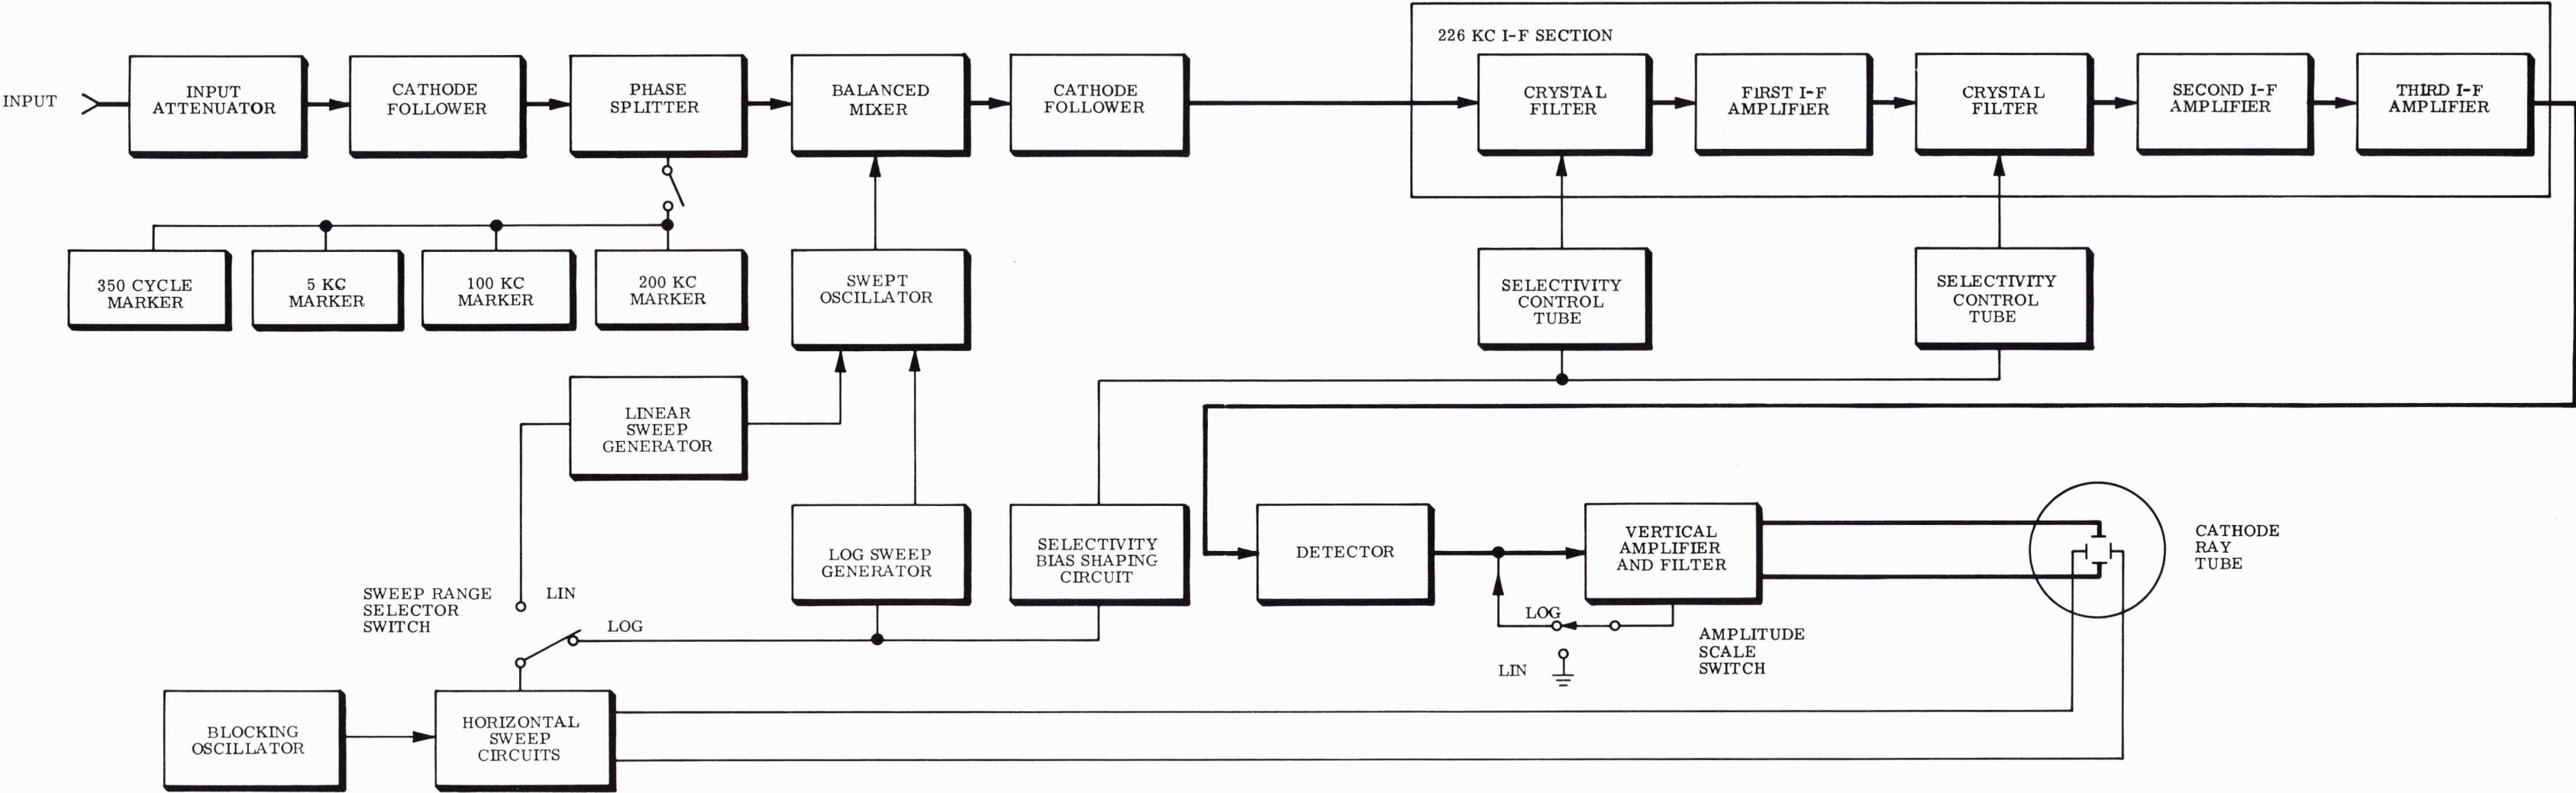 226 KC I-F SECTION
INPUT
INPUT
ATTENUATOR
CATHODE
FOLLOWER
PHASE
SPLITTER
BALANCED
MIXER
CATHODE
FOLLOWER
CRYSTAL
FILTER
FIRST I-F
AMPLIFIER
CRYSTAL
FILTER
SECOND I-F
AMPLIFIER
THIRD I-F
AMPLIFIER
350 CYCLE
MARKER
5 KC
MARKER
100 KC
MARKER
200 KC
MARKER
SWEPT
OSCILLATOR
SELECTIVITY
CONTROL
TUBE
SELECTIVITY
CONTROL
TUBE
LINEAR
SWEEP
GENERATOR
LOG SWEEP
GENERATOR
SELECTIVITY
BIAS SHAPING
CIRCUIT
DETECTOR
VERTICAL
AMPLIFIER
AND FILTER
CATHODE
RAY
TUBE
SWEEP RANGE
SELECTOR
SWITCH
LIN
LOG
LOG
LIN
AMPLITUDE
SCALE
SWITCH
BLOCKING
OSCILLATOR
HORIZONTAL
SWEEP
CIRCUITS